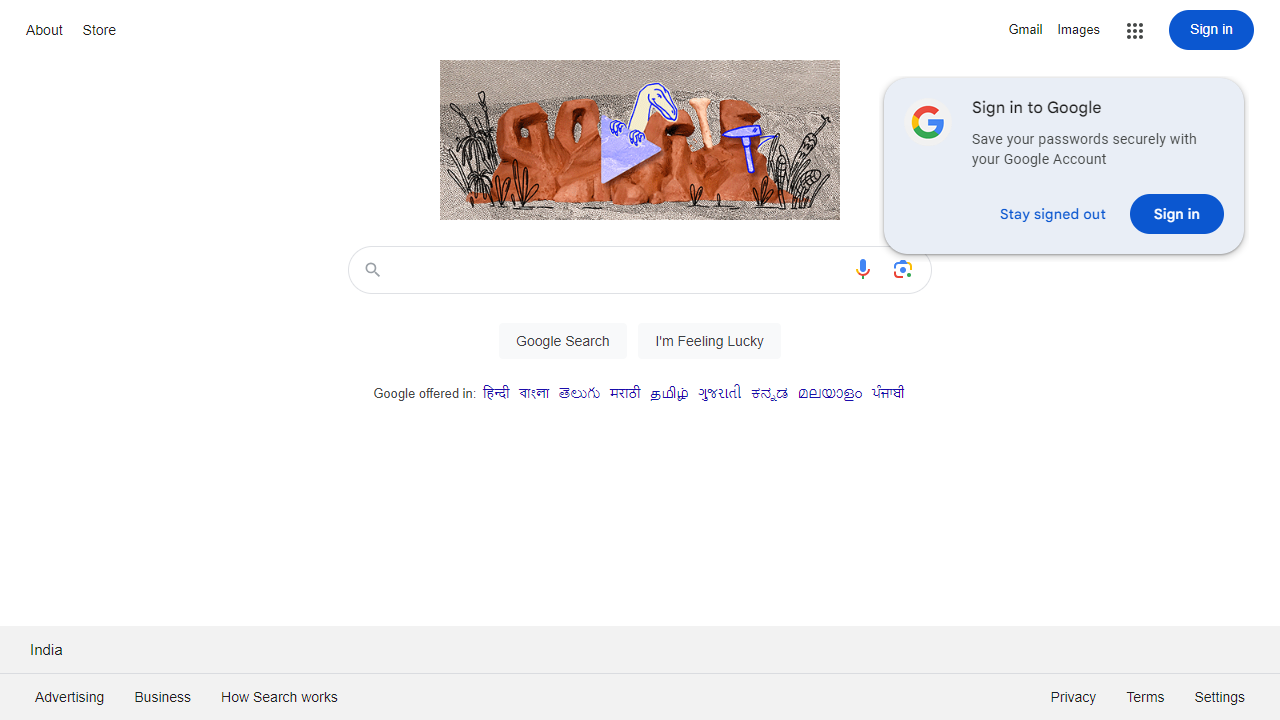 About Store
Gmail Images
Sign in
Sign in to Google
Save your passwords securely with
your Google Account
Stay signed out
Sign in
Google Search
I'm Feeling Lucky
Google offered in: हिन्दी বাংলা తెలుగు मराठी தமிழ் ગુજરાતી ಕನ್ನಡ മലയാളം ਪੰਜਾਬੀ
India
Advertising Business How Search works
Privacy Terms Settings